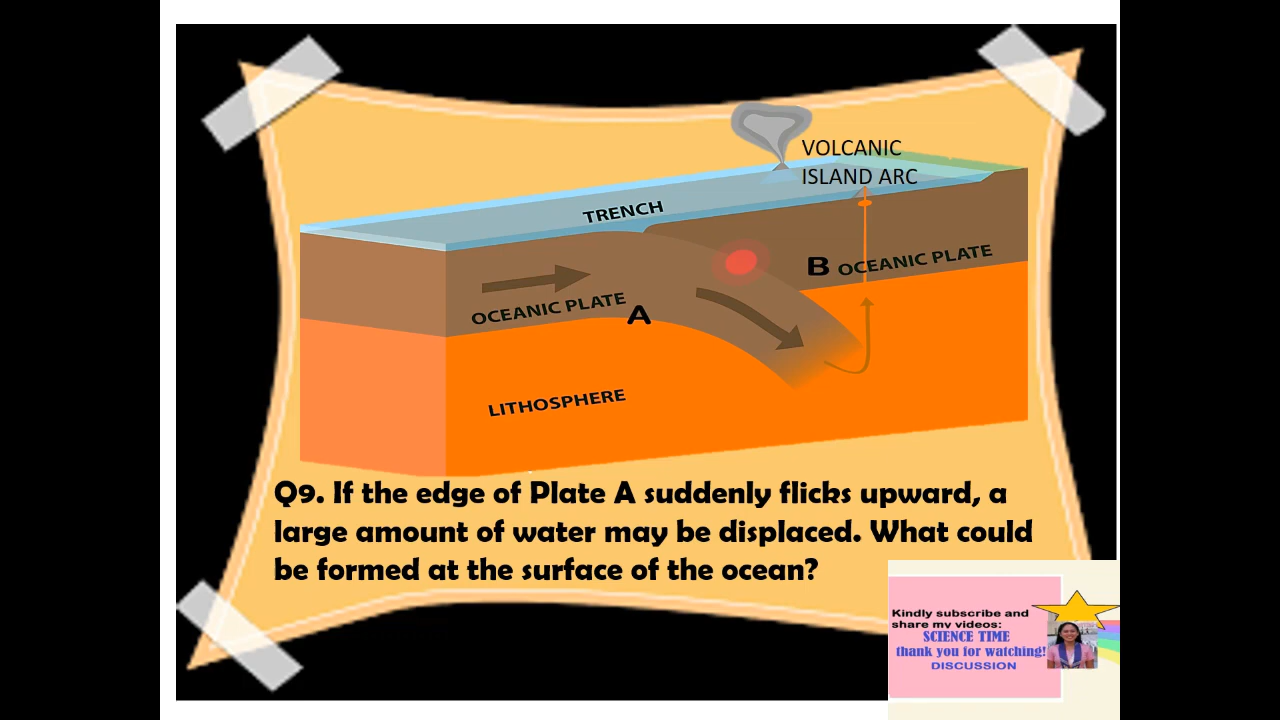 VOLCANIC
ISLAND ARC
TRENCH
B OCEANIC PLATE
OCEANIC PLATE
A
LITHOSPHERE
Q9. If the edge of Plate A suddenly flicks upward, a
large amount of water may be displaced. What could
be formed at the surface of the ocean?
Kindly subscribe and
share my videos:
SCIENCE TIME
thank you for watching!
DISCUSSION